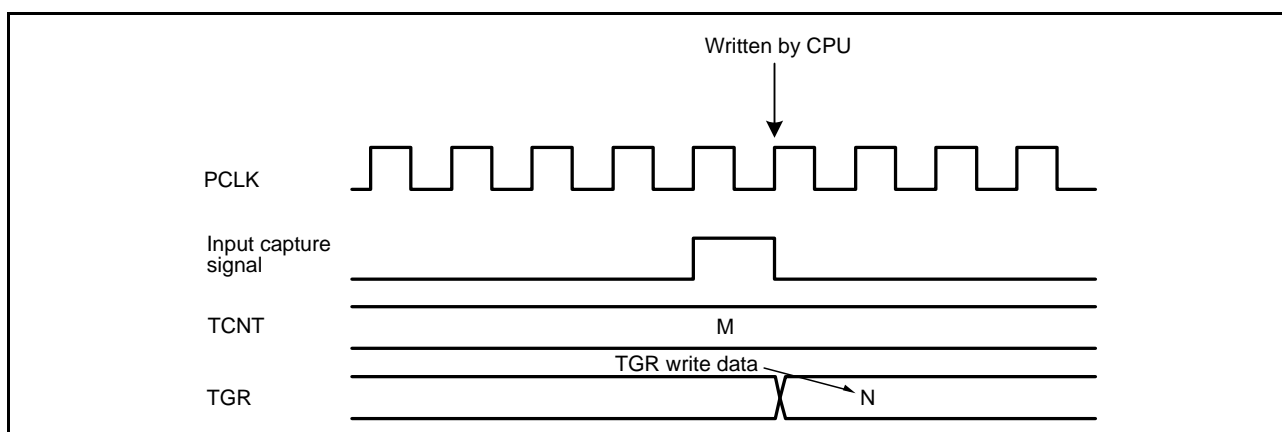 Written by CPU
PCLK
Input capture
signal
TCNT
M
TGR write data
TGR
N